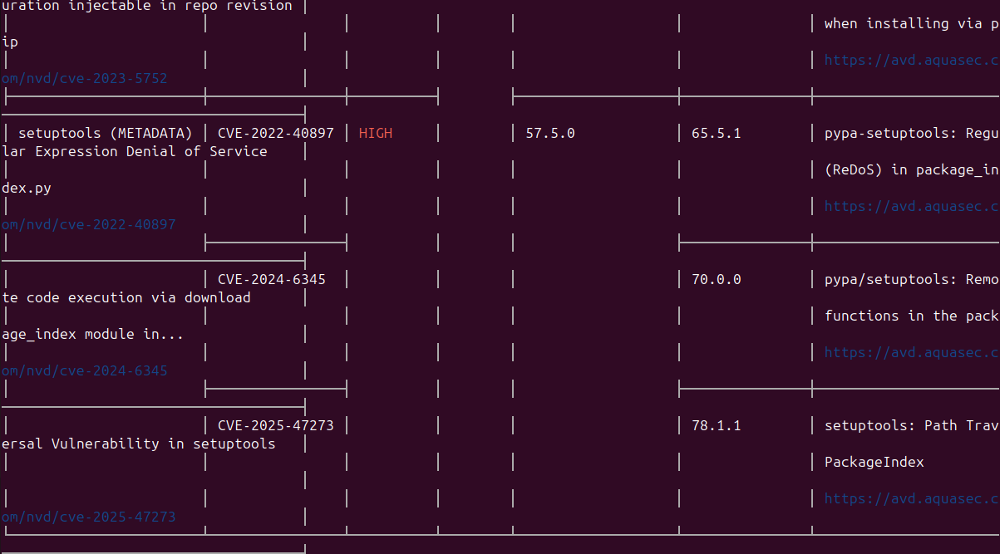 uration injectable in repo revision
when installing via p
ip
https://avd.aquasec.c
om/nvd/cve-2023-5752
setuptools (METADATA) CVE-2022-40897 HIGH 57.5.0 65.5.1 pypa-setuptools: Regu
lar Expression Denial of Service
(ReDoS) in package_in
dex.py
https://avd.aquasec.c
om/nvd/cve-2022-40897
CVE-2024-6345 70.0.0 pypa/setuptools: Remo
te code execution via download
functions in the pack
age_index module in...
https://avd.aquasec.c
om/nvd/cve-2024-6345
CVE-2025-47273 78.1.1 setuptools: Path Trav
ersal Vulnerability in setuptools
PackageIndex
https://avd.aquasec.c
om/nvd/cve-2025-47273